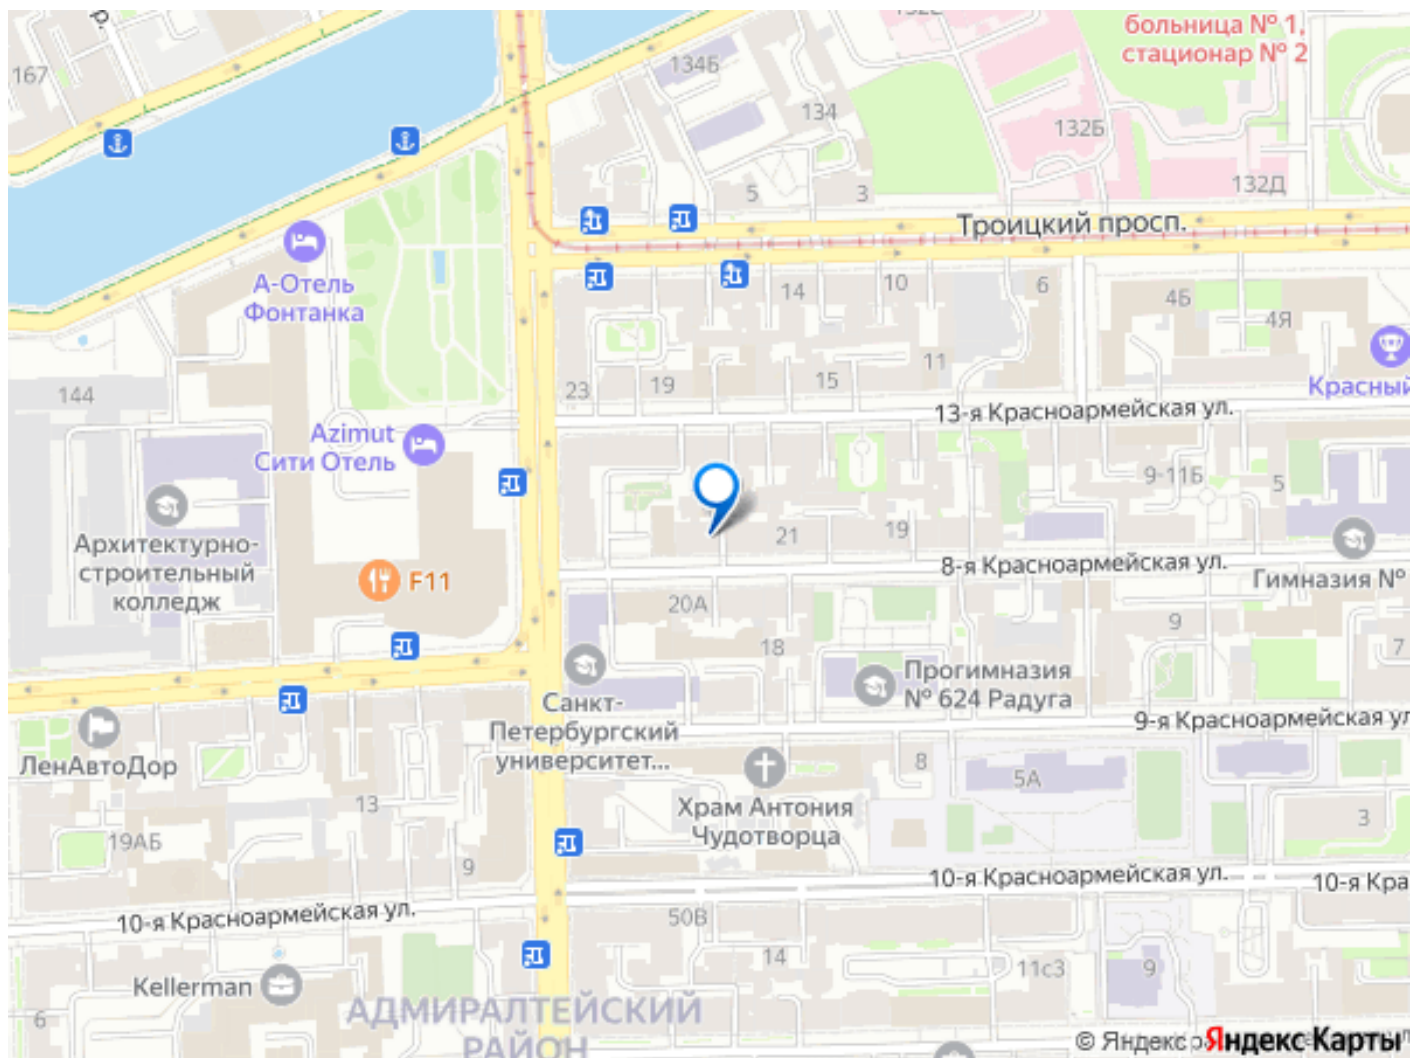 больница № 1,
стационар № 2
167
134Б
134
132Б
132Д
5
3
Троицкий просп.
А-Отель
Фонтанка
14
10
6
4Б
4Я
11
15
19
23
144
Красный
13-я Красноармейская ул.
Azimut
Сити Отель
9-11Б
5
Архитектурно-
строительный
колледж
F11
21
19
8-я Красноармейская ул.
Гимназия №
20А
18
9
7
Прогимназия
№ 624 Радуга
Санкт-
Петербургский
университет...
9-я Красноармейская ул
ЛенАвтоДор
8
5А
13
Храм Антония
Чудотворца
3
19АБ
9
10-я Красноармейская ул.
10-я Кра
10-я Красноармейская ул.
50В
14
11с3
9
Kellerman
6
АДМИРАЛТЕЙСКИЙ
РАЙОН
© Яндекс
Яндекс Карты